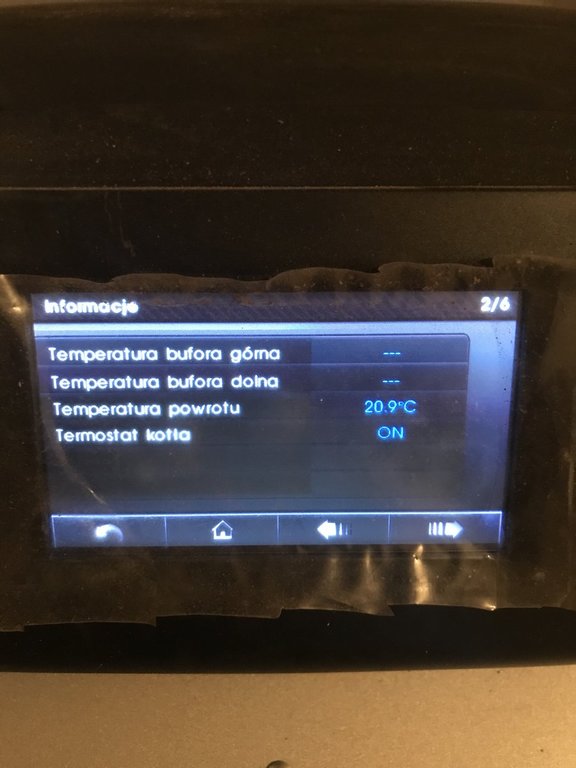 Informacje 2/6
Temperatura bufora górna ---
Temperatura bufora dolna ---
Temperatura powrotu 20.9°C
Termostat kotła ON